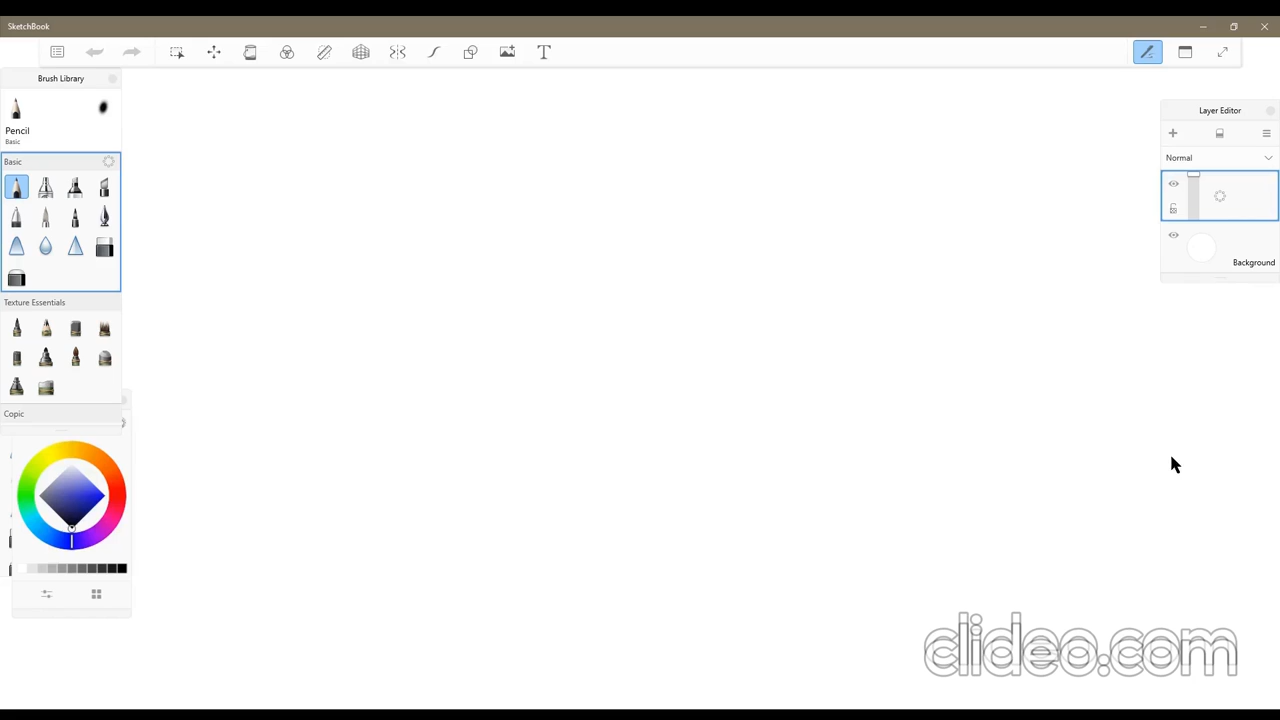 SketchBook
T
Brush Library
Pencil
Basic
Basic
Texture Essentials
Copic
Layer Editor
Normal
Background
clideo.com